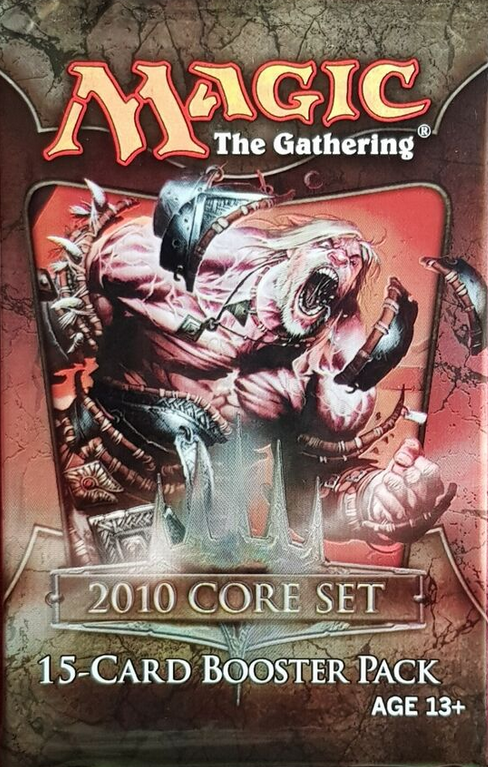 MAGIC
The Gathering®
2010 CORE SET
15-CARD BOOSTER PACK
AGE 13+